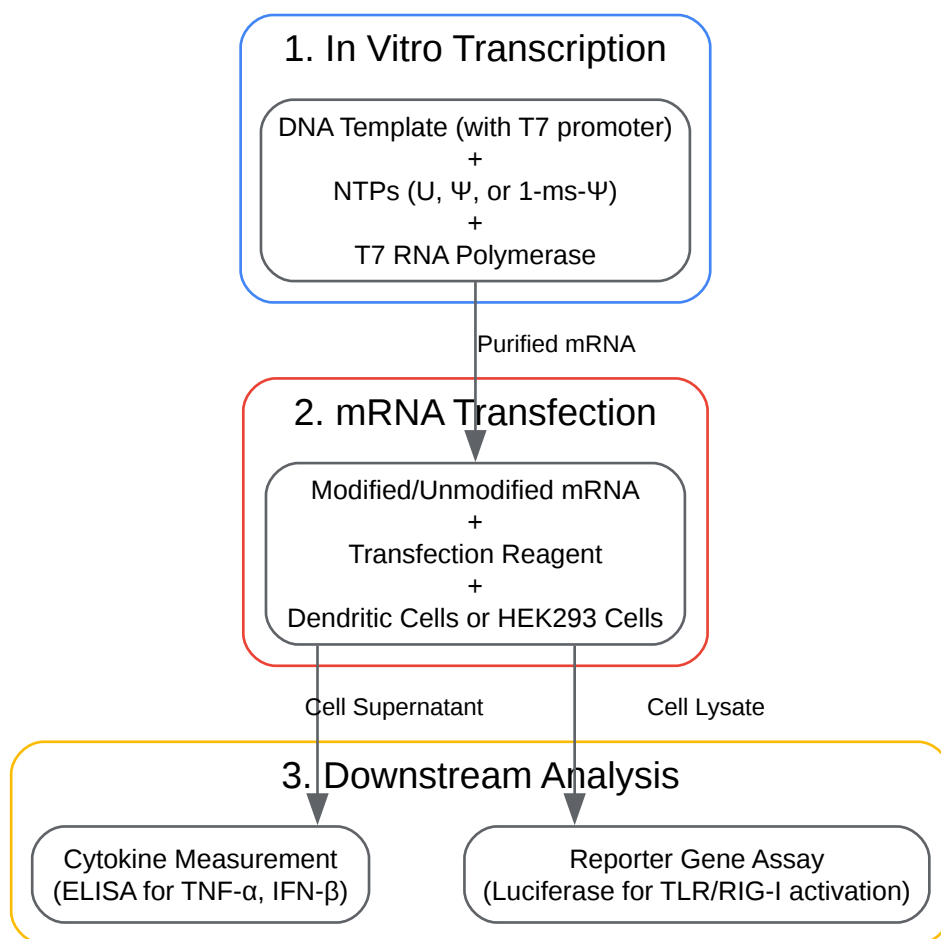 1. In Vitro Transcription
DNA Template (with T7 promoter)
+
NTPs (U, Ψ, or 1-ms-Ψ)
+
T7 RNA Polymerase
Purified mRNA
2. mRNA Transfection
Modified/Unmodified mRNA
+
Transfection Reagent
+
Dendritic Cells or HEK293 Cells
Cell Supernatant
Cell Lysate
3. Downstream Analysis
Cytokine Measurement
(ELISA for TNF-α, IFN-β)
Reporter Gene Assay
(Luciferase for TLR/RIG-I activation)